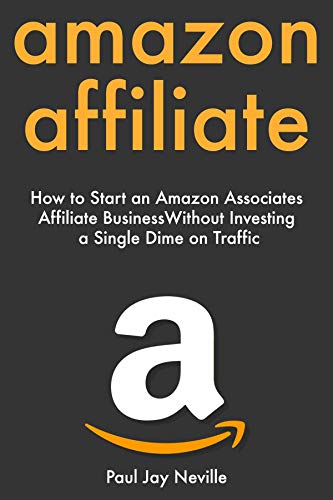 amazon
affiliate
How to Start an Amazon Associates
Affiliate BusinessWithout Investing
a Single Dime on Traffic
a
Paul Jay Neville